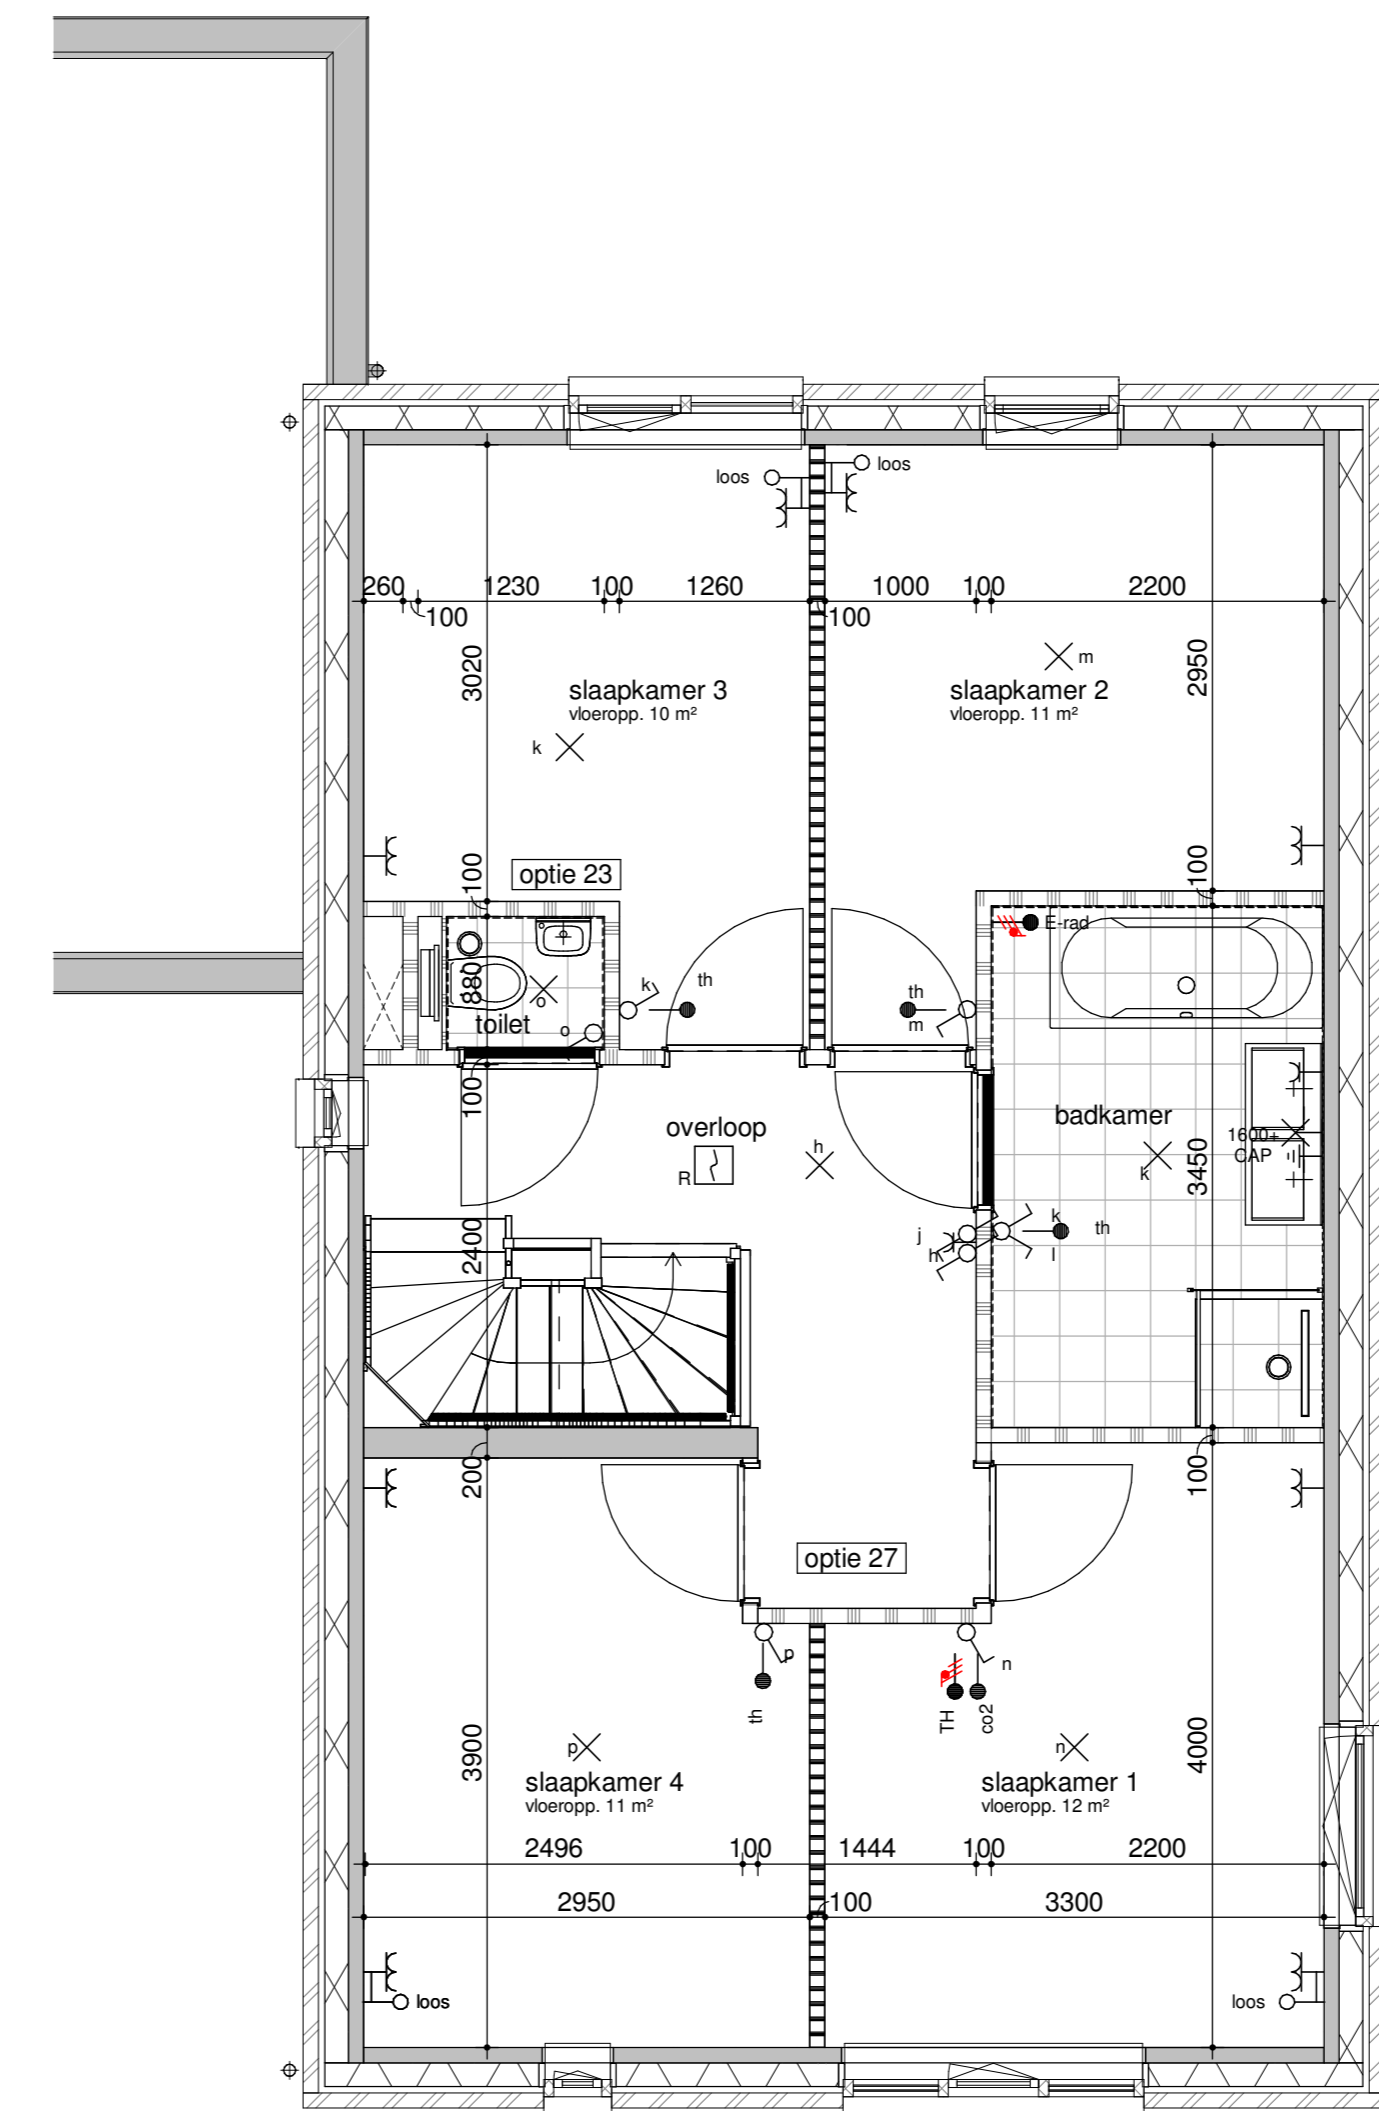 loos
loos
260
1230
100
1260
1000
100
2200
100
100
3020
2950
m
slaapkamer 3
vloeropp. 10 m²
slaapkamer 2
vloeropp. 11 m²
k
100
100
optie 23
E-rad
880
o
toilet
o
k
th
th
m
100
overloop
h
R
badkamer
1600+
CAP
k
3450
2400
j
h
k
l
th
200
100
optie 27
p
n
th
TH
co2
3900
4000
p
n
slaapkamer 4
vloeropp. 11 m²
slaapkamer 1
vloeropp. 12 m²
2496
100
1444
100
2200
2950
100
3300
loos
loos